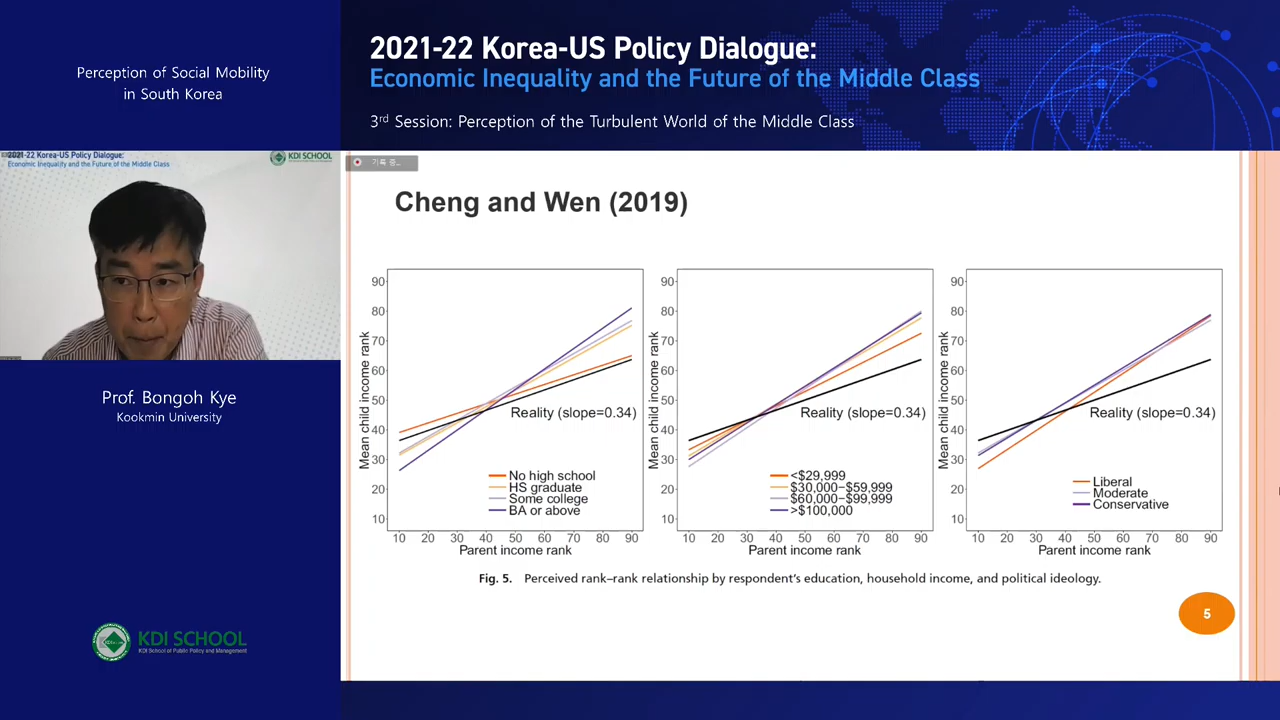 Perception of Social Mobility
in South Korea
2021-22 Korea-US Policy Dialogue:
Economic Inequality and the Future of the Middle Class
3rd Session: Perception of the Turbulent World of the Middle Class
2021-22 Korea-US Policy Dialogue:
Economic Inequality and the Future of the Middle Class
KDI SCHOOL
Prof. Bongoh Kye
Kookmin University
KDI SCHOOL
KDI School of Public Policy and Management
기록 중...
Cheng and Wen (2019)
Mean child income rank
90
80
70
60
50
40
30
20
10
Reality (slope=0.34)
No high school
HS graduate
Some college
BA or above
10 20 30 40 50 60 70 80 90
Parent income rank
Mean child income rank
90
80
70
60
50
40
30
20
10
Reality (slope=0.34)
<$29,999
$30,000−$59,999
$60,000−$99,999
>$100,000
10 20 30 40 50 60 70 80 90
Parent income rank
Mean child income rank
90
80
70
60
50
40
30
20
10
Reality (slope=0.34)
Liberal
Moderate
Conservative
10 20 30 40 50 60 70 80 90
Parent income rank
Fig. 5. Perceived rank–rank relationship by respondent's education, household income, and political ideology.
5